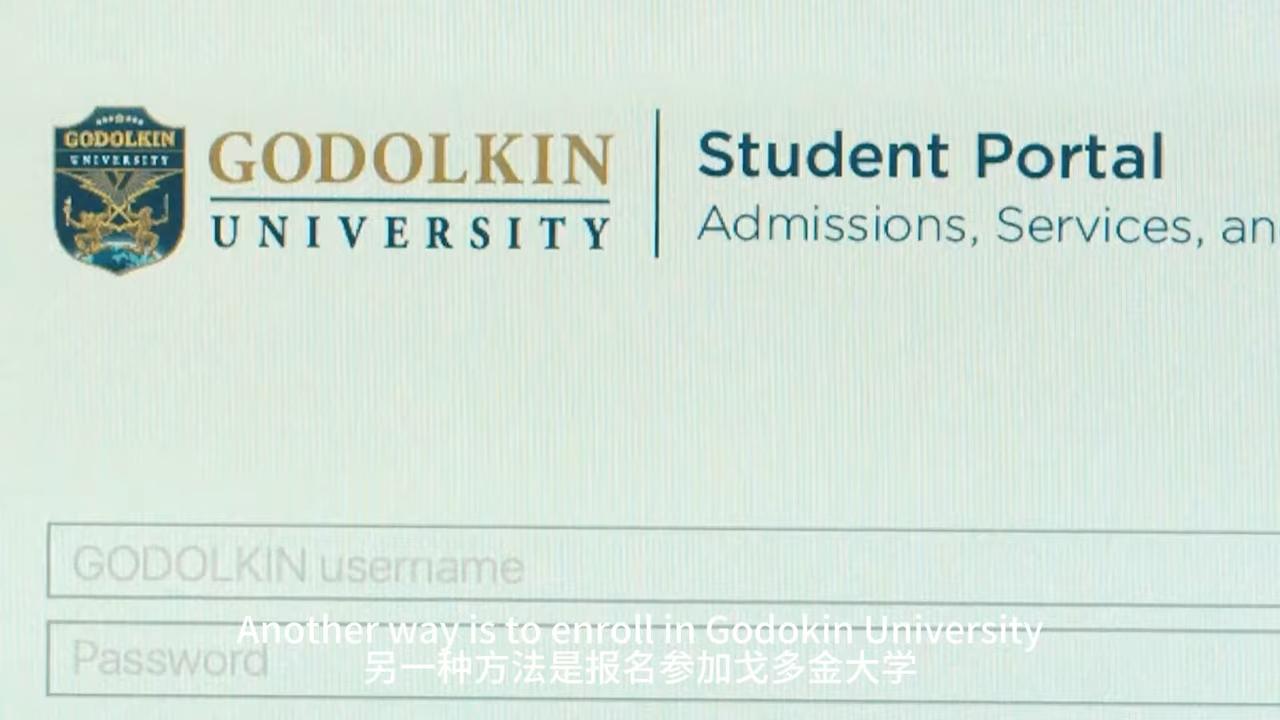 GODOLKIN
UNIVERSITY
GODOLKIN
UNIVERSITY
Student Portal
Admissions, Services, an
GODOLKIN username
Password
Another way is to enroll in Godokin University
另一种方法是报名参加戈多金大学